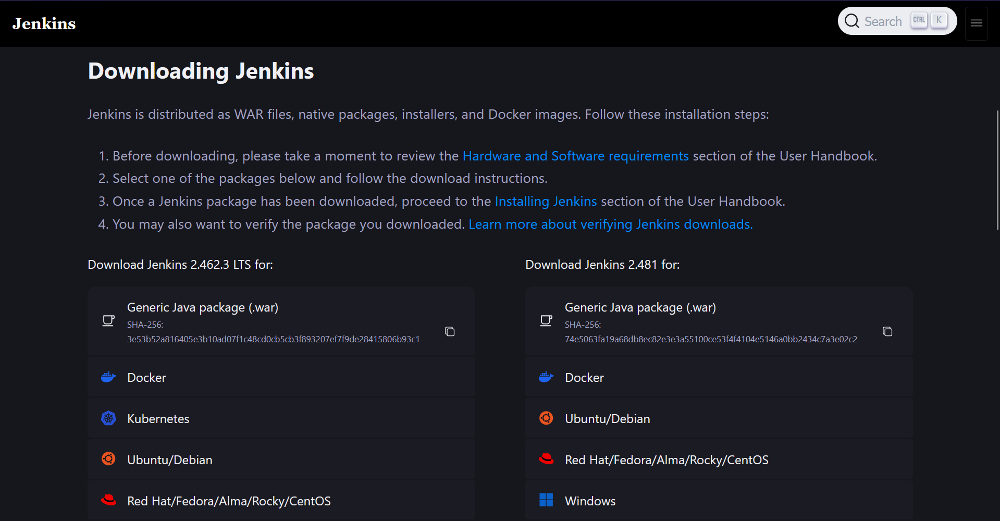 Jenkins
Search CTRL K
Downloading Jenkins
Jenkins is distributed as WAR files, native packages, installers, and Docker images. Follow these installation steps:
1. Before downloading, please take a moment to review the Hardware and Software requirements section of the User Handbook.
2. Select one of the packages below and follow the download instructions.
3. Once a Jenkins package has been downloaded, proceed to the Installing Jenkins section of the User Handbook.
4. You may also want to verify the package you downloaded. Learn more about verifying Jenkins downloads.
Download Jenkins 2.462.3 LTS for:
Generic Java package (.war)
SHA-256:
3e53b52a816405e3b10ad07f1c48cd0cb5cb3f893207ef7f9de28415806b93c1
Docker
Kubernetes
Ubuntu/Debian
Red Hat/Fedora/Alma/Rocky/CentOS
Download Jenkins 2.481 for:
Generic Java package (.war)
SHA-256:
74e5063fa19a68db8ec82e3e3a55100ce53f4f4104e5146a0bb2434c7a3e02c2
Docker
Ubuntu/Debian
Red Hat/Fedora/Alma/Rocky/CentOS
Windows